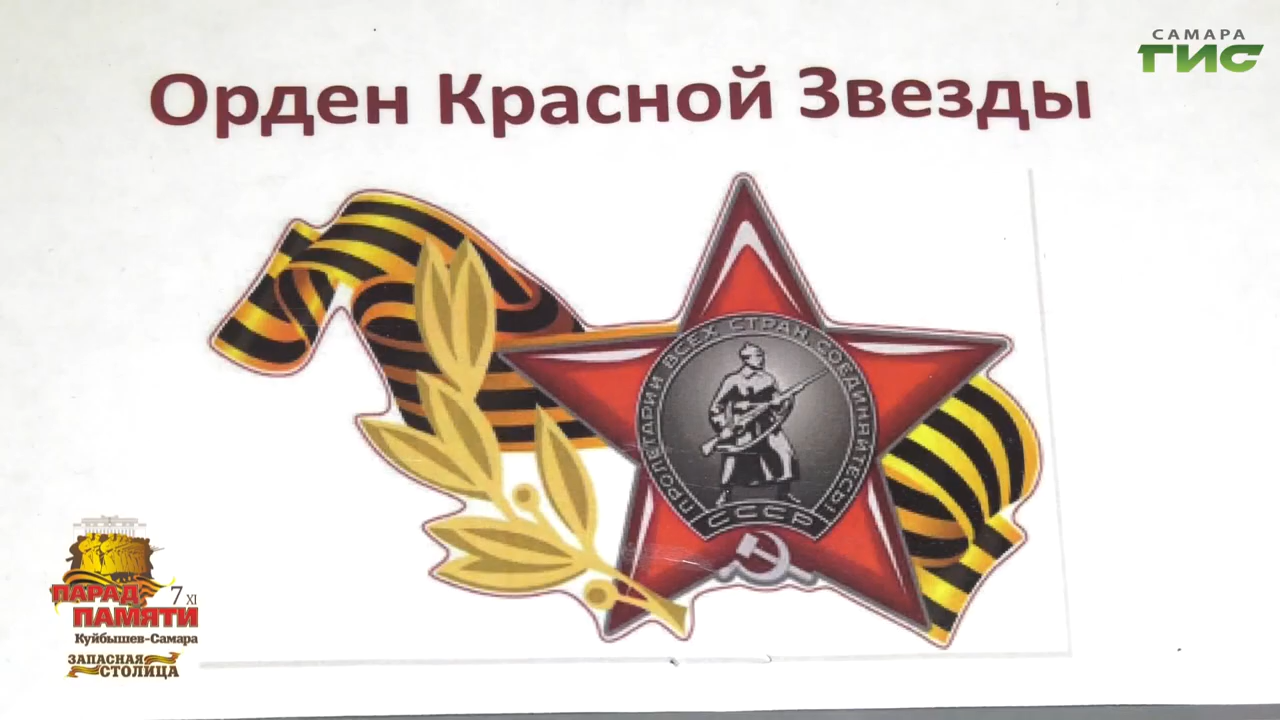 САМАРА
ГИС
Орден Красной Звезды
ПРОЛЕТАРИИ ВСЕХ СТРАН, СОЕДИНЯЙТЕСЬ!
СССР
ПАРАД 7 XI
ПАМЯТИ
Куйбышев-Самара
ЗАПАСНАЯ
СТОЛИЦА